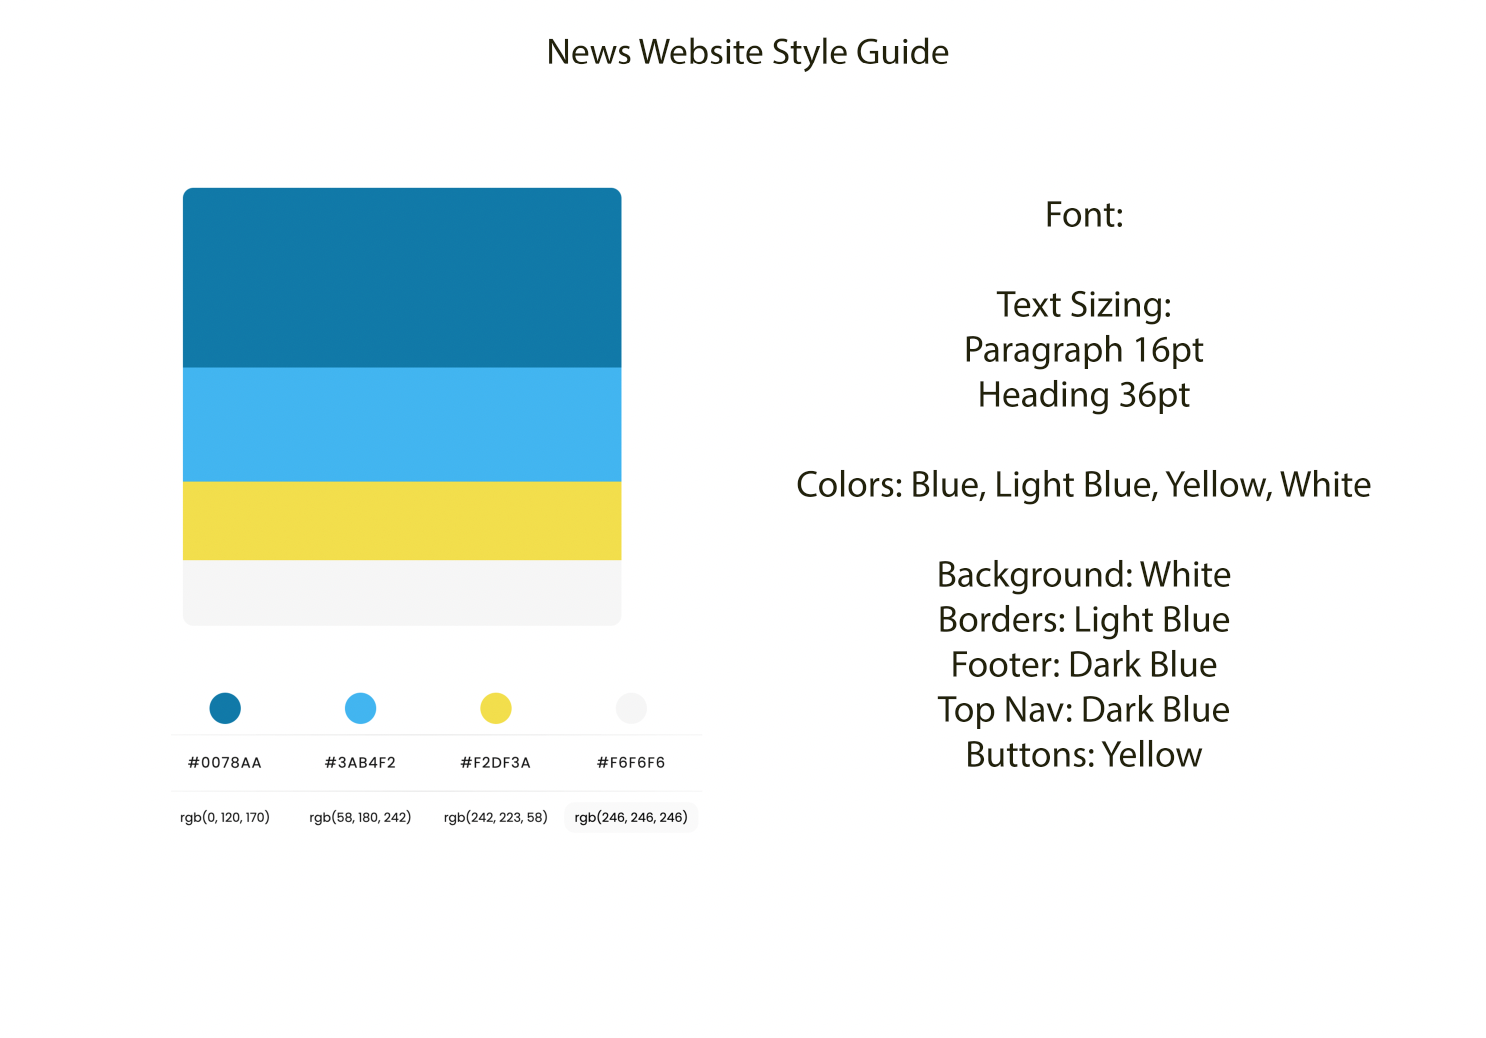 News Website Style Guide
#0078AA #3AB4F2 #F2DF3A #F6F6F6
rgb(0, 120, 170) rgb(58, 180, 242) rgb(242, 223, 58) rgb(246, 246, 246)
Font:
Text Sizing:
Paragraph 16pt
Heading 36pt
Colors: Blue, Light Blue, Yellow, White
Background: White
Borders: Light Blue
Footer: Dark Blue
Top Nav: Dark Blue
Buttons: Yellow